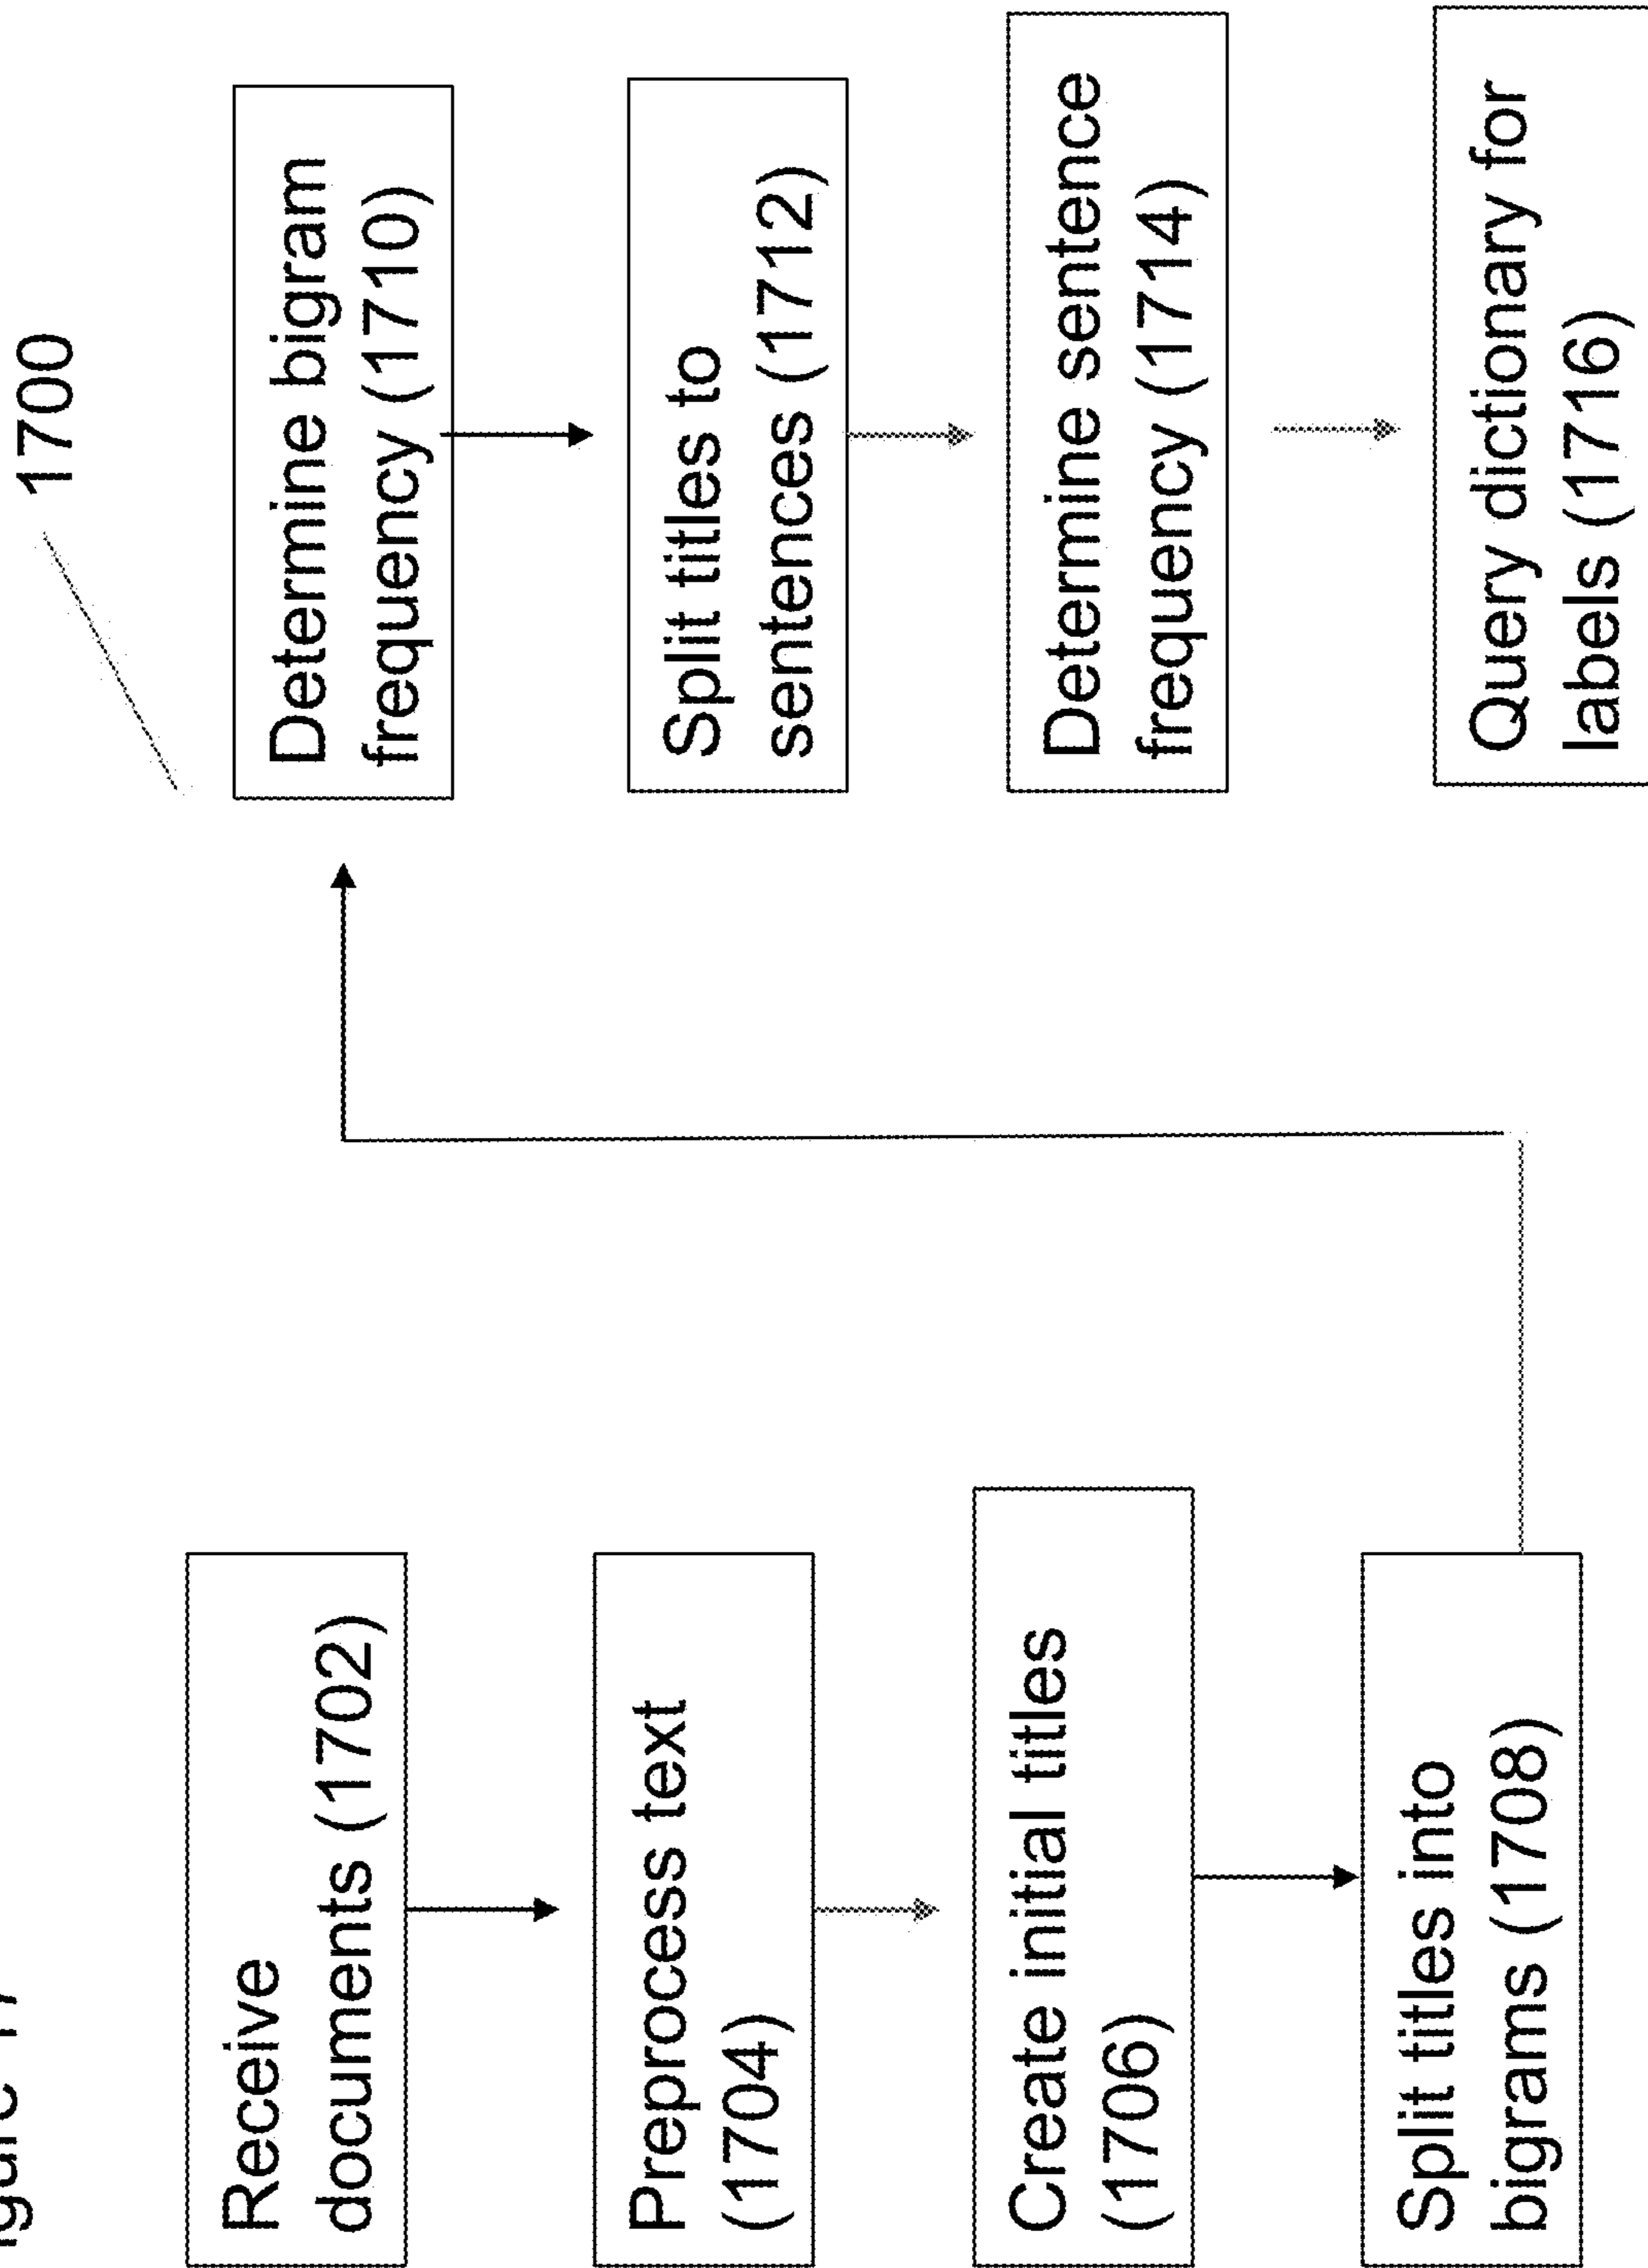 igure 17
1700
Receive
documents (1702)
Preprocess text
(1704)
Create initial titles
(1706)
Split titles into
bigrams (1708)
Determine bigram
frequency (1710)
Split titles to
sentences (1712)
Determine sentence
frequency (1714)
Query dictionary for
labels (1716)